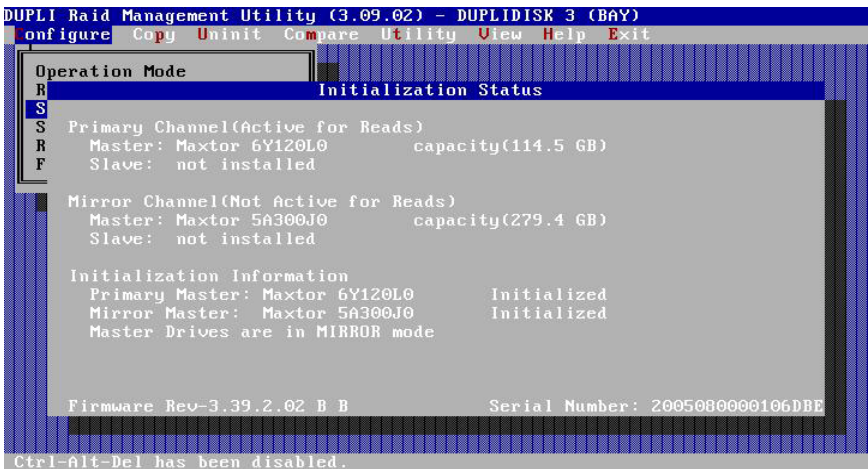 DUPLI Raid Management Utility (3.09.02) - DUPLIDISK 3 (BAY)
Configure Copy Uninit Compare Utility View Help Exit
Operation Mode
R
Initialization Status
S
S
Primary Channel(Active for Reads)
R
Master: Maxtor 6Y120L0 capacity(114.5 GB)
F
Slave: not installed
Mirror Channel(Not Active for Reads)
Master: Maxtor 5A300J0 capacity(279.4 GB)
Slave: not installed
Initialization Information
Primary Master: Maxtor 6Y120L0 Initialized
Mirror Master: Maxtor 5A300J0 Initialized
Master Drives are in MIRROR mode
Firmware Rev-3.39.2.02 B B Serial Number: 2005080000106DBE
Ctrl-Alt-Del has been disabled.